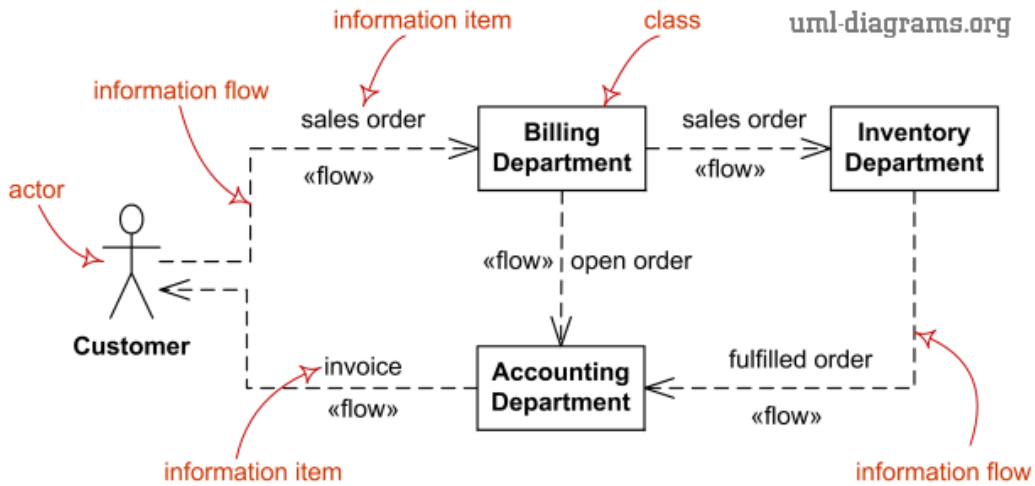 information item
class
uml-diagrams.org
information flow
sales order
Billing
Department
sales order
Inventory
Department
«flow»
«flow»
actor
«flow»
open order
Customer
invoice
Accounting
Department
fulfilled order
«flow»
«flow»
information item
information flow